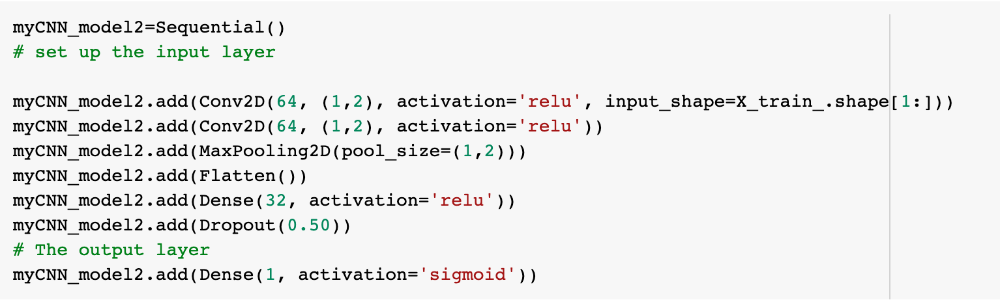 myCNN_model2=Sequential()
# set up the input layer
myCNN_model2.add(Conv2D(64, (1,2), activation='relu', input_shape=X_train_.shape[1:]))
myCNN_model2.add(Conv2D(64, (1,2), activation='relu'))
myCNN_model2.add(MaxPooling2D(pool_size=(1,2)))
myCNN_model2.add(Flatten())
myCNN_model2.add(Dense(32, activation='relu'))
myCNN_model2.add(Dropout(0.50))
# The output layer
myCNN_model2.add(Dense(1, activation='sigmoid'))